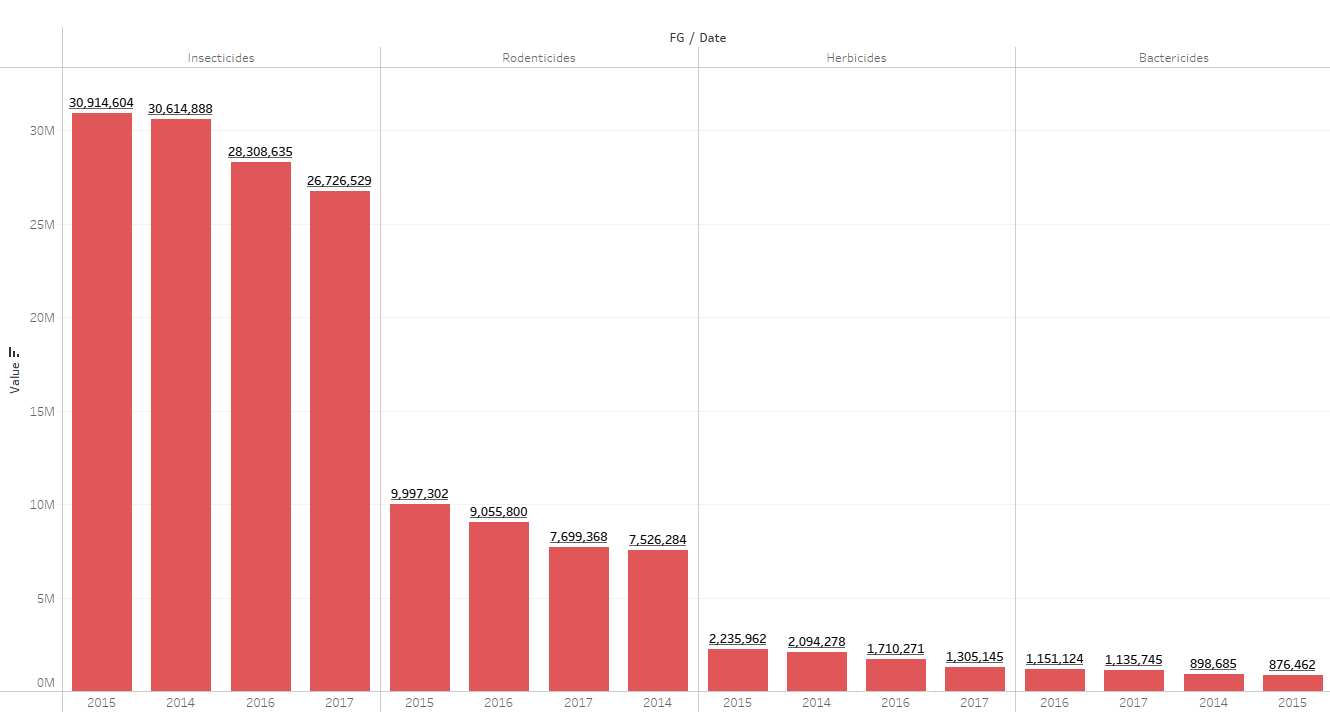 FG / Date
Insecticides Rodenticides Herbicides Bactericides
30,914,604 30,614,888 28,308,635 26,726,529 9,997,302 9,055,800 7,699,368 7,526,284 2,235,962 2,094,278 1,710,271 1,305,145 1,151,124 1,135,745 898,685 876,462
30M
25M
20M
15M
10M
5M
0M
Value
2015 2014 2016 2017 2015 2016 2017 2014 2015 2014 2016 2017 2016 2017 2014 2015